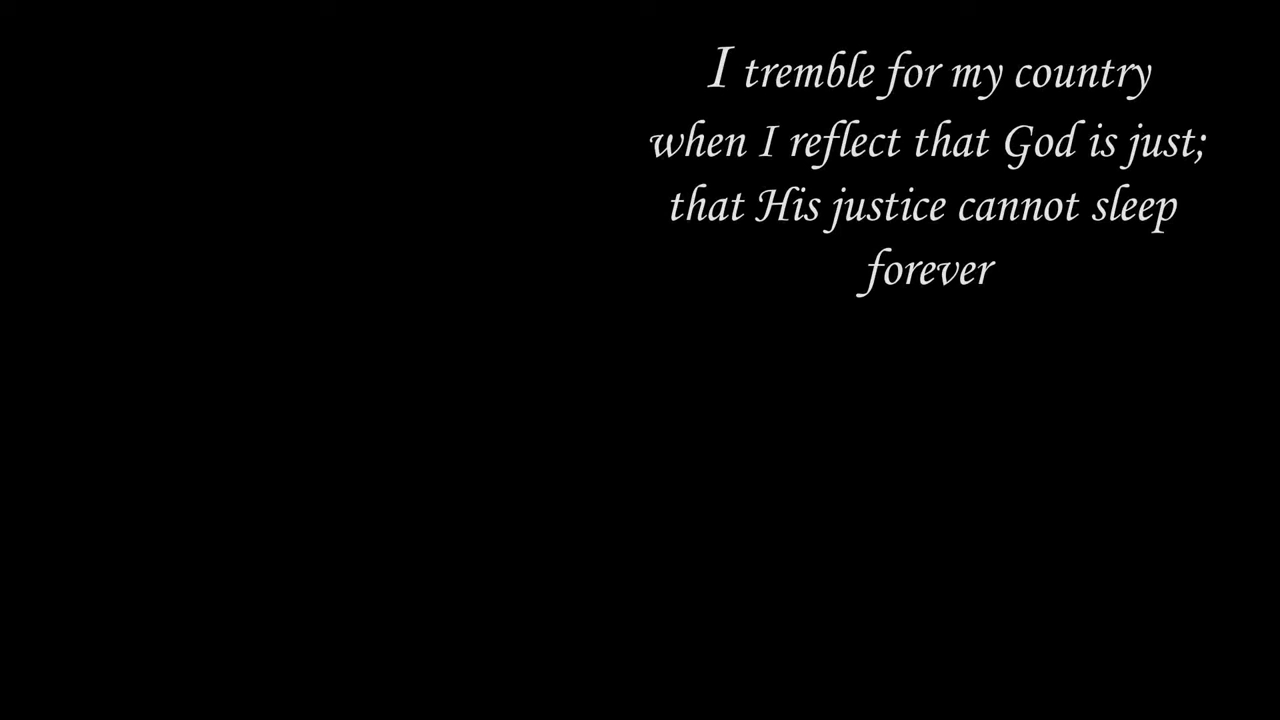 I tremble for my country
when I reflect that God is just;
that His justice cannot sleep
forever